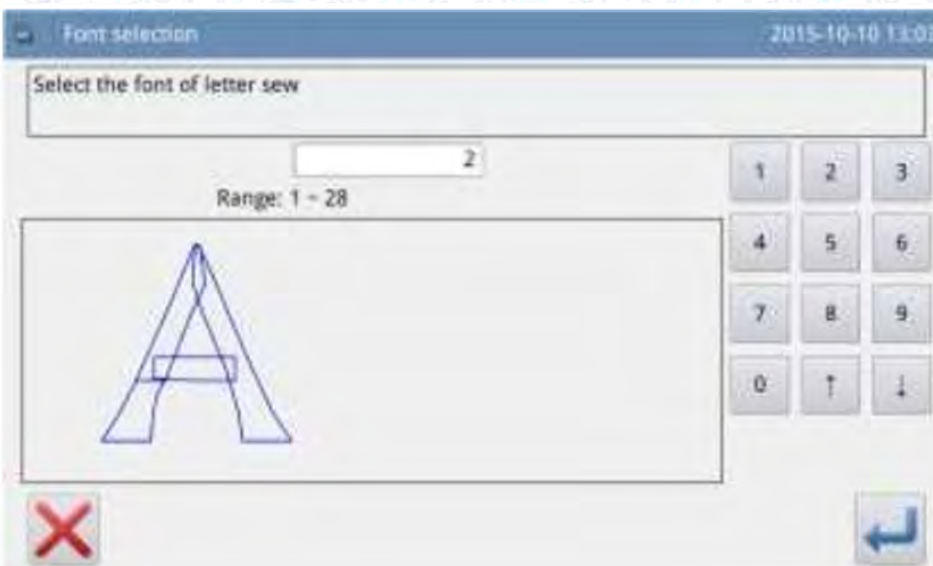 Font selection 2015-10-10 13:03
Select the font of letter sew
2
Range: 1 ~ 28
1 2 3
4 5 6
7 8 9
0 ↑ ↓
A